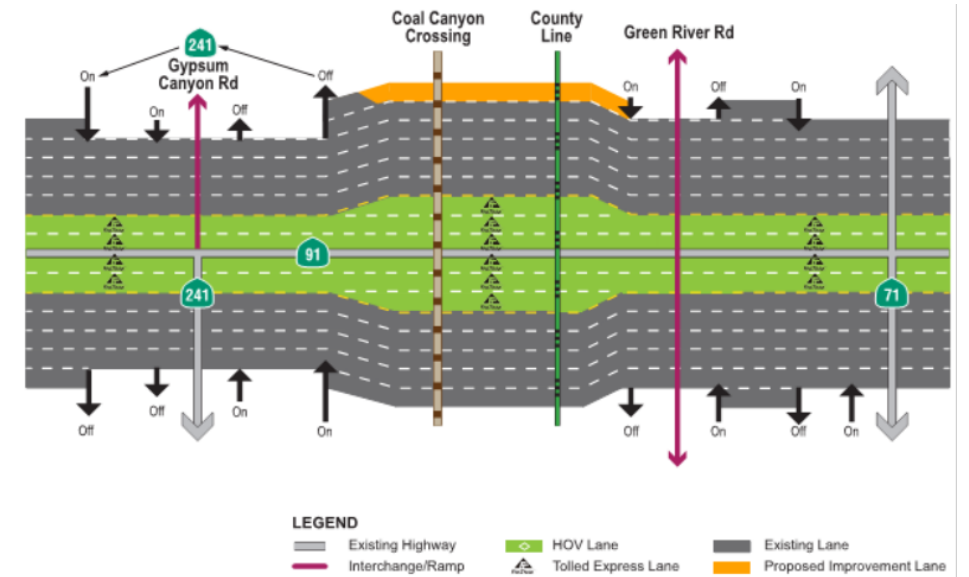 Coal Canyon
Crossing
County
Line
Green River Rd
241
Gypsum
Canyon Rd
On
On
Off
Off
On
Off
On
91
241
71
Off
Off
On
On
Off
On
Off
On
LEGEND
Existing Highway
HOV Lane
Existing Lane
Interchange/Ramp
Tolled Express Lane
Proposed Improvement Lane